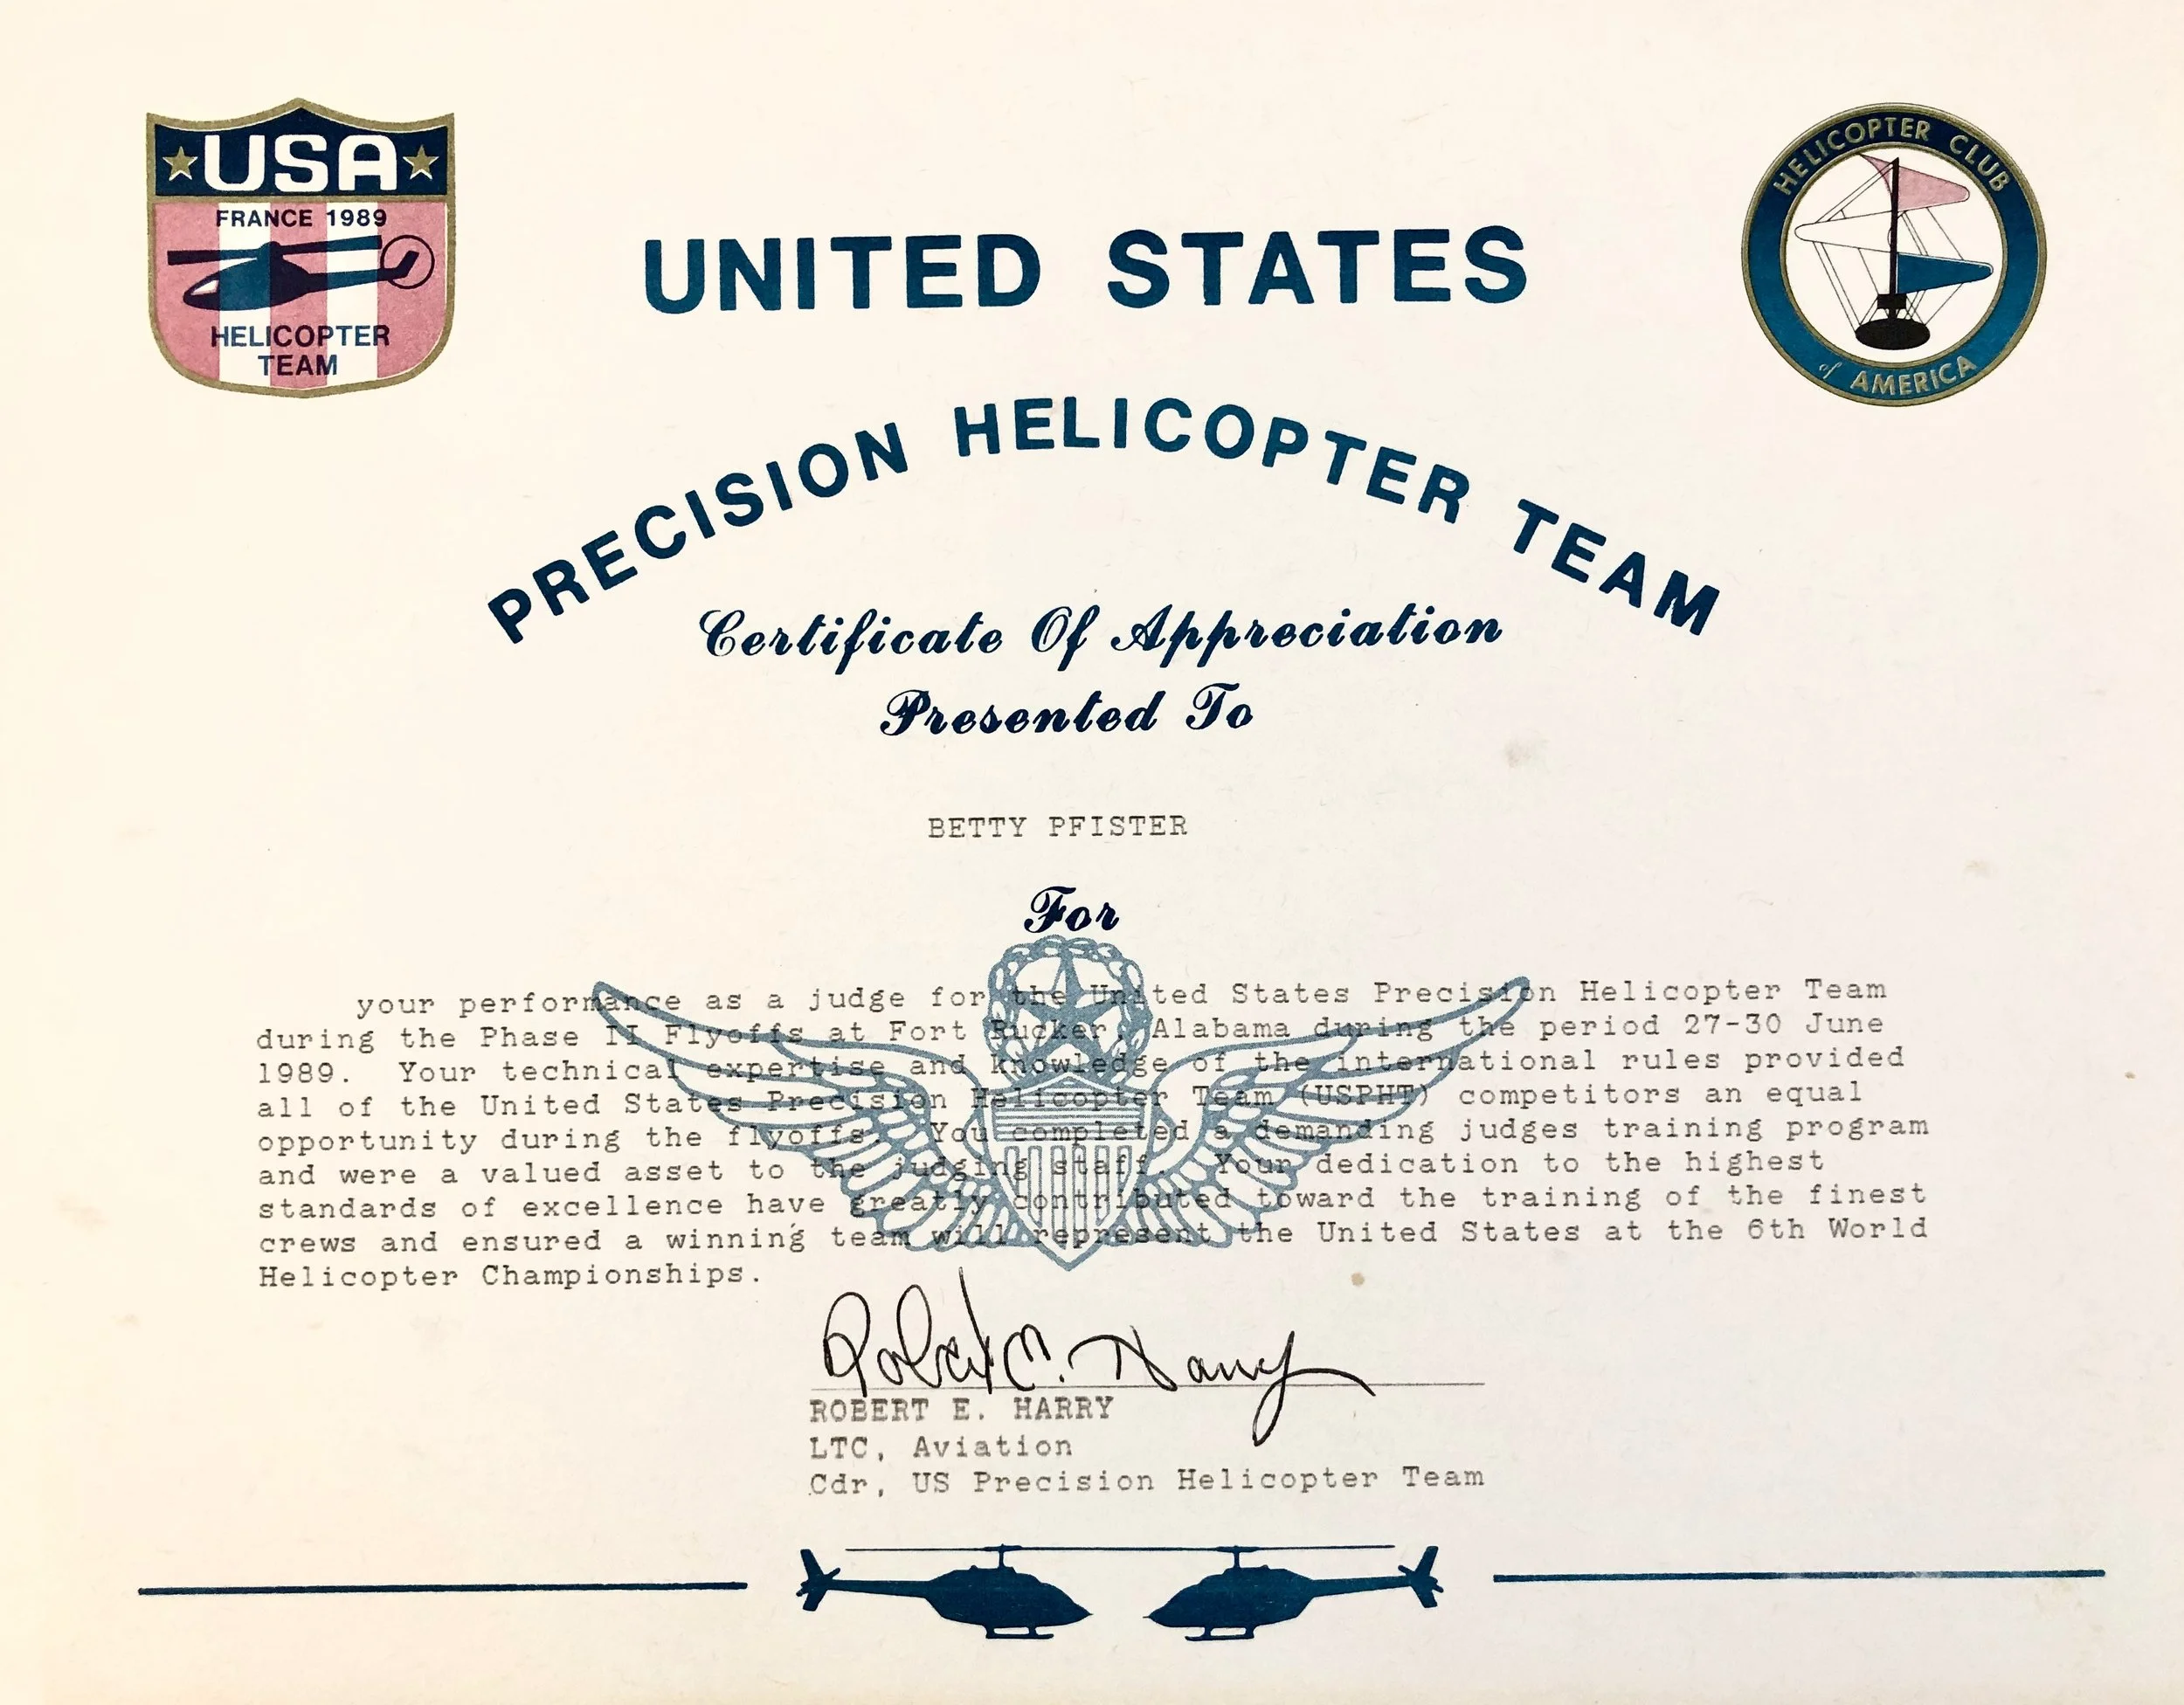 USA
FRANCE 1989
HELICOPTER
TEAM
HELICOPTER CLUB
of AMERICA
UNITED STATES
PRECISION HELICOPTER TEAM
Certificate Of Appreciation
Presented To
BETTY PFISTER
For
your performance as a judge for the United States Precision Helicopter Team
during the Phase II Flyoffs at Fort Rucker, Alabama during the period 27-30 June
1989. Your technical expertise and knowledge of the international rules provided
all of the United States Precision Helicopter Team (USPHT) competitors an equal
opportunity during the flyoffs. You completed a demanding judges training program
and were a valued asset to the judging staff. Your dedication to the highest
standards of excellence have greatly contributed toward the training of the finest
crews and ensured a winning team will represent the United States at the 6th World
Helicopter Championships.
Robert E. Harry
ROBERT E. HARRY
LTC, Aviation
Cdr, US Precision Helicopter Team